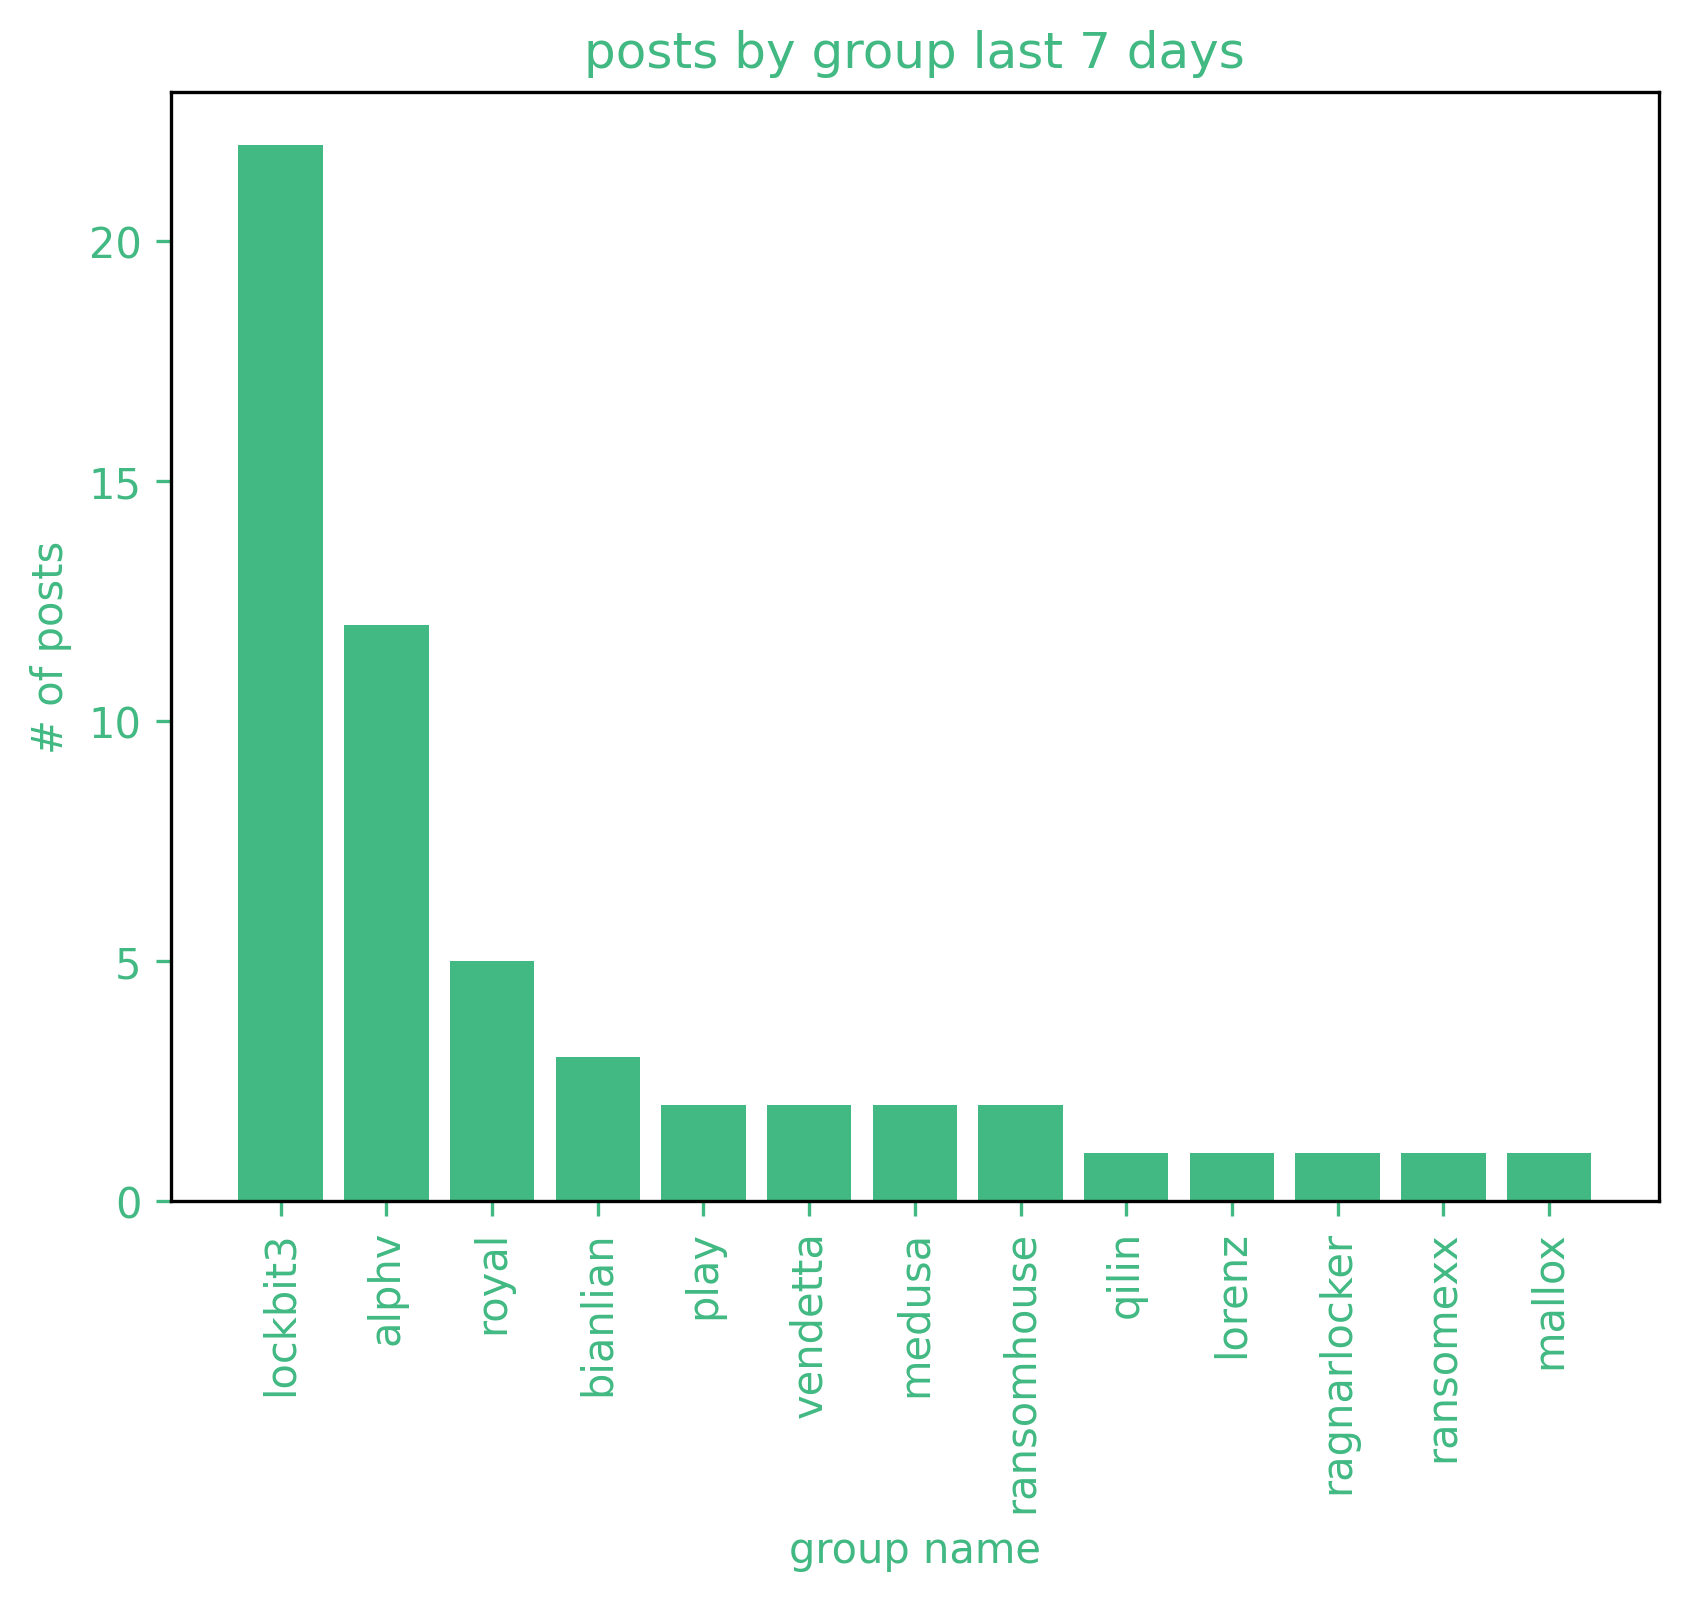 posts by group last 7 days
# of posts
20
15
10
5
0
lockbit3
alphv
royal
bianlian
play
vendetta
medusa
ransomhouse
qilin
lorenz
ragnarlocker
ransomexx
mallox
group name